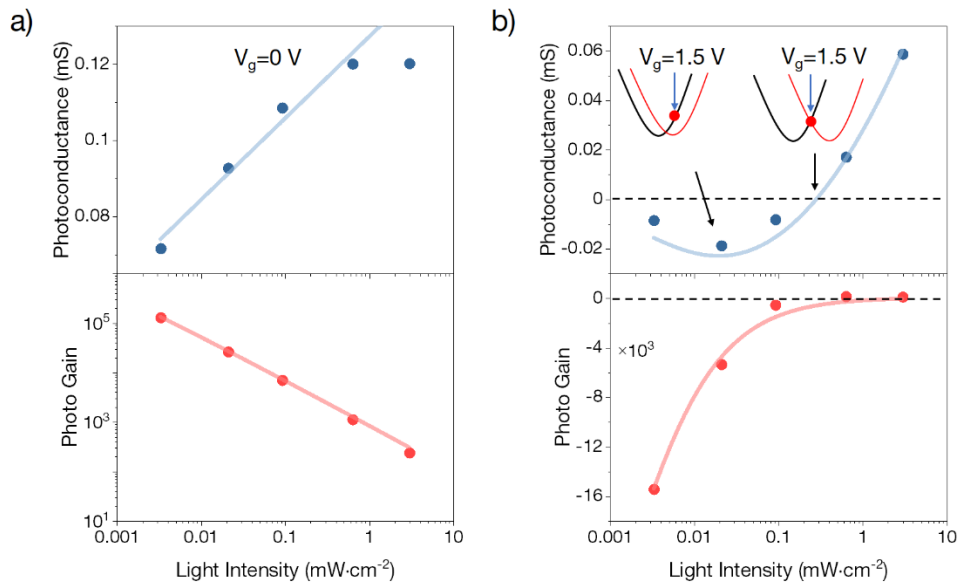 a)
V_g=0 V
Photoconductance (mS)
0.12
0.1
0.08
Photo Gain
10^5
10^3
10^1
0.001
0.01
0.1
1
10
Light Intensity (mW·cm^-2)
b)
V_g=1.5 V
V_g=1.5 V
Photoconductance (mS)
0.06
0.04
0.02
0
-0.02
Photo Gain
×10^3
0
-4
-8
-12
-16
0.001
0.01
0.1
1
10
Light Intensity (mW·cm^-2)